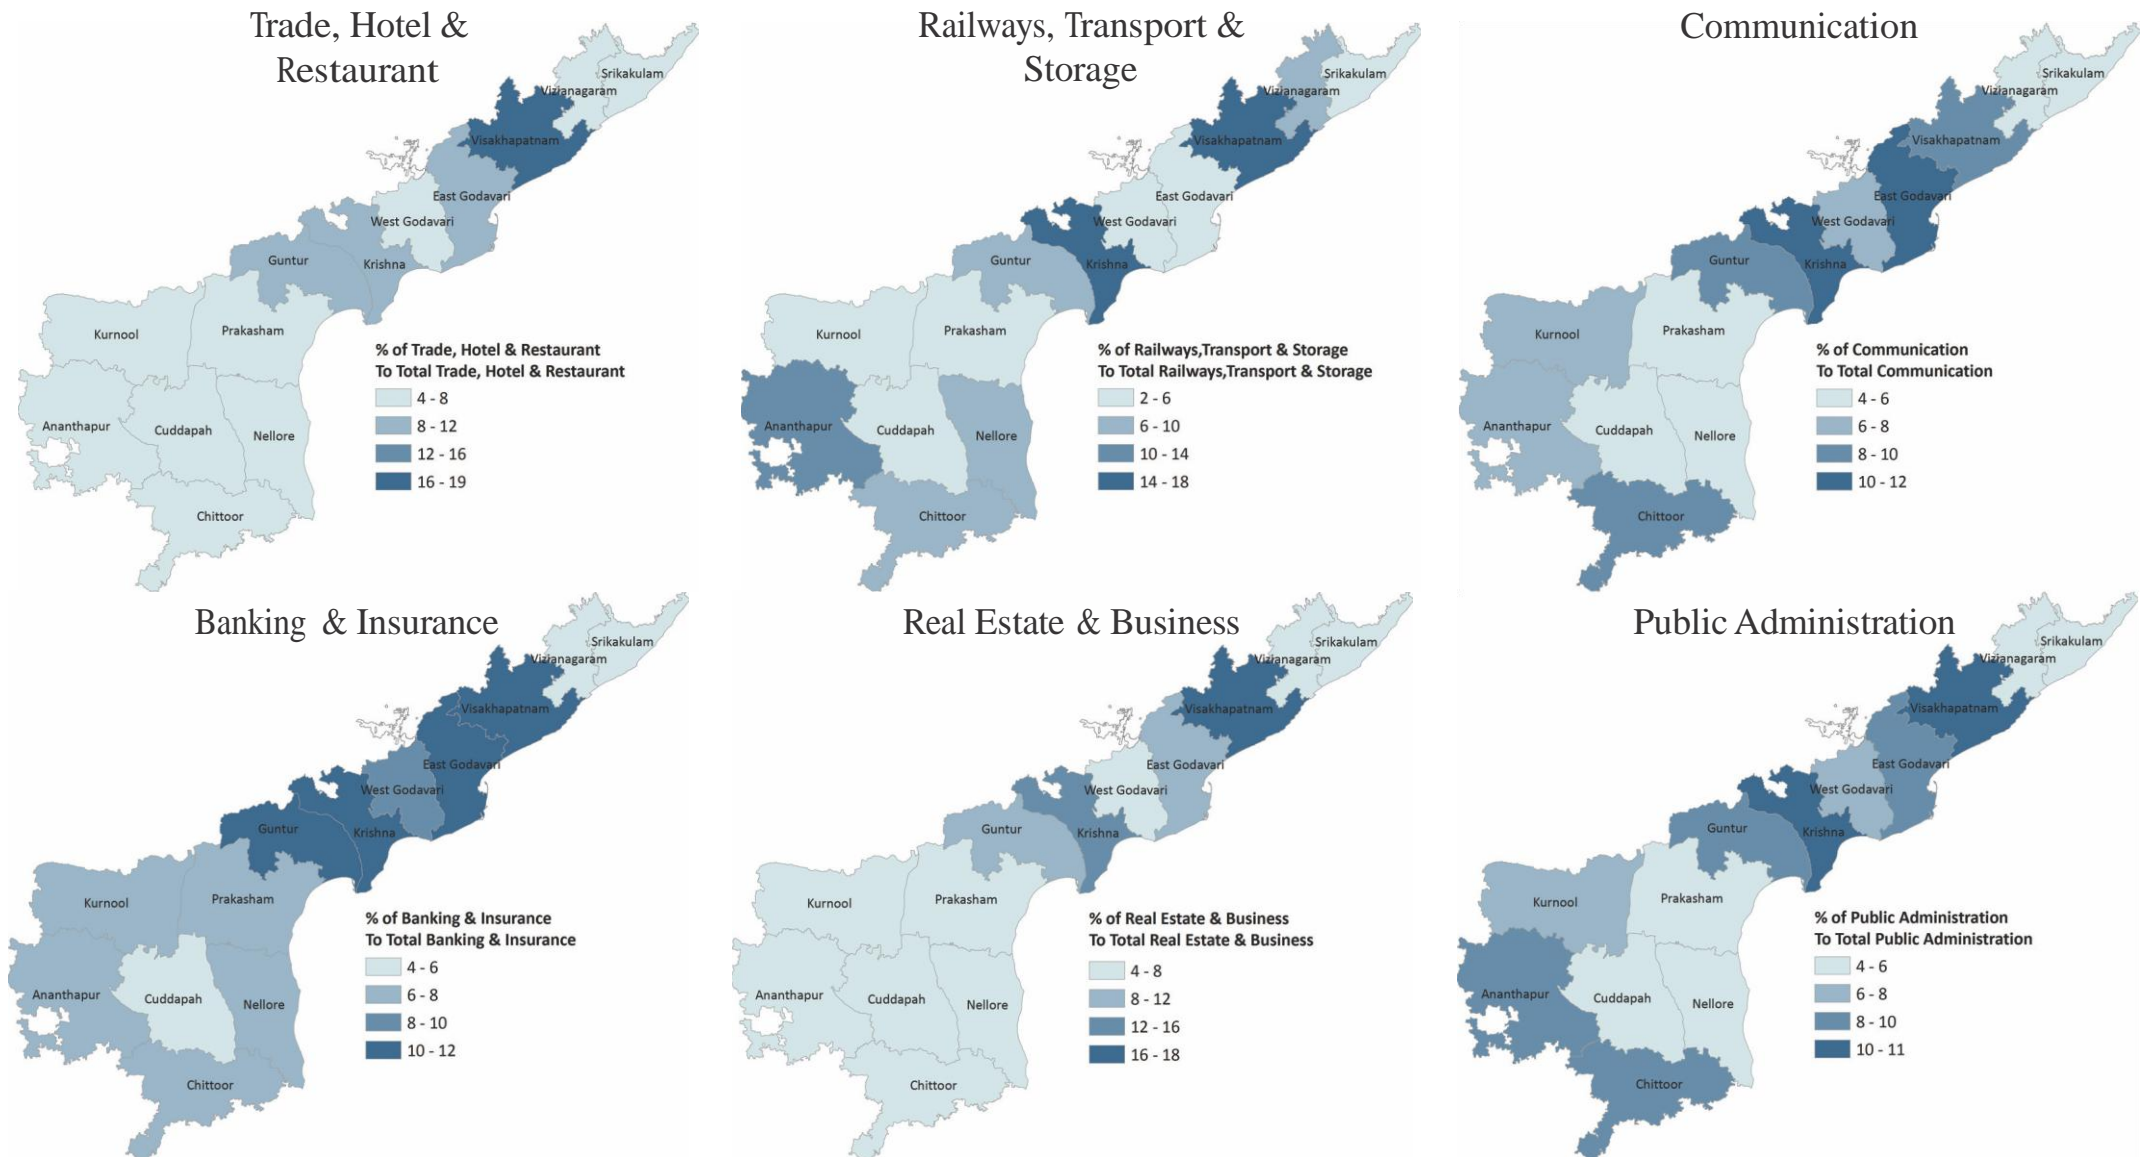 Trade, Hotel &
Restaurant
Srikakulam
Vizianagaram
Visakhapatnam
East Godavari
West Godavari
Guntur
Krishna
Kurnool
Prakasham
Ananthapur
Cuddapah
Nellore
Chittoor
% of Trade, Hotel & Restaurant
To Total Trade, Hotel & Restaurant
4 - 8
8 - 12
12 - 16
16 - 19
Railways, Transport &
Storage
Srikakulam
Vizianagaram
Visakhapatnam
East Godavari
West Godavari
Guntur
Krishna
Kurnool
Prakasham
Ananthapur
Cuddapah
Nellore
Chittoor
% of Railways,Transport & Storage
To Total Railways,Transport & Storage
2 - 6
6 - 10
10 - 14
14 - 18
Communication
Srikakulam
Vizianagaram
Visakhapatnam
East Godavari
West Godavari
Guntur
Krishna
Kurnool
Prakasham
Ananthapur
Cuddapah
Nellore
Chittoor
% of Communication
To Total Communication
4 - 6
6 - 8
8 - 10
10 - 12
Banking & Insurance
Srikakulam
Vizianagaram
Visakhapatnam
East Godavari
West Godavari
Guntur
Krishna
Kurnool
Prakasham
Ananthapur
Cuddapah
Nellore
Chittoor
% of Banking & Insurance
To Total Banking & Insurance
4 - 6
6 - 8
8 - 10
10 - 12
Real Estate & Business
Srikakulam
Vizianagaram
Visakhapatnam
East Godavari
West Godavari
Guntur
Krishna
Kurnool
Prakasham
Ananthapur
Cuddapah
Nellore
Chittoor
% of Real Estate & Business
To Total Real Estate & Business
4 - 8
8 - 12
12 - 16
16 - 18
Public Administration
Srikakulam
Vizianagaram
Visakhapatnam
East Godavari
West Godavari
Guntur
Krishna
Kurnool
Prakasham
Ananthapur
Cuddapah
Nellore
Chittoor
% of Public Administration
To Total Public Administration
4 - 6
6 - 8
8 - 10
10 - 11